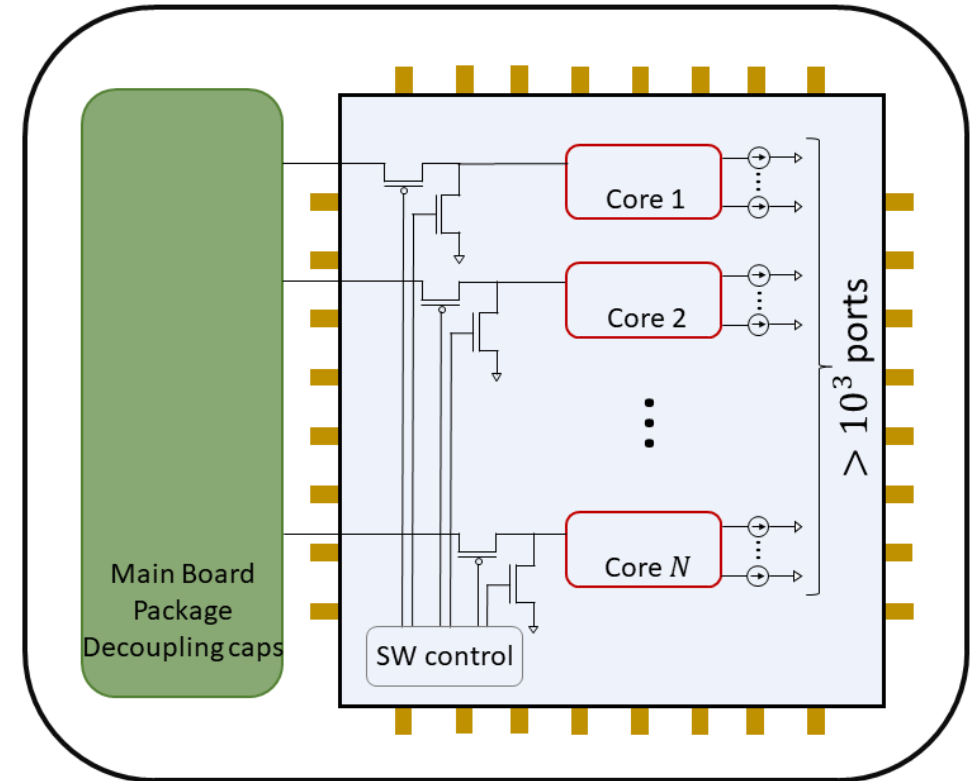 Core 1
Core 2
Core N
> 10³ ports
Main Board
Package
Decoupling caps
SW control